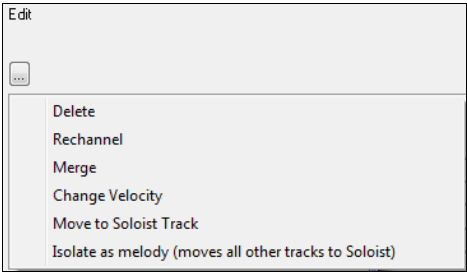 Edit
...
Delete
Rechannel
Merge
Change Velocity
Move to Soloist Track
Isolate as melody (moves all other tracks to Soloist)